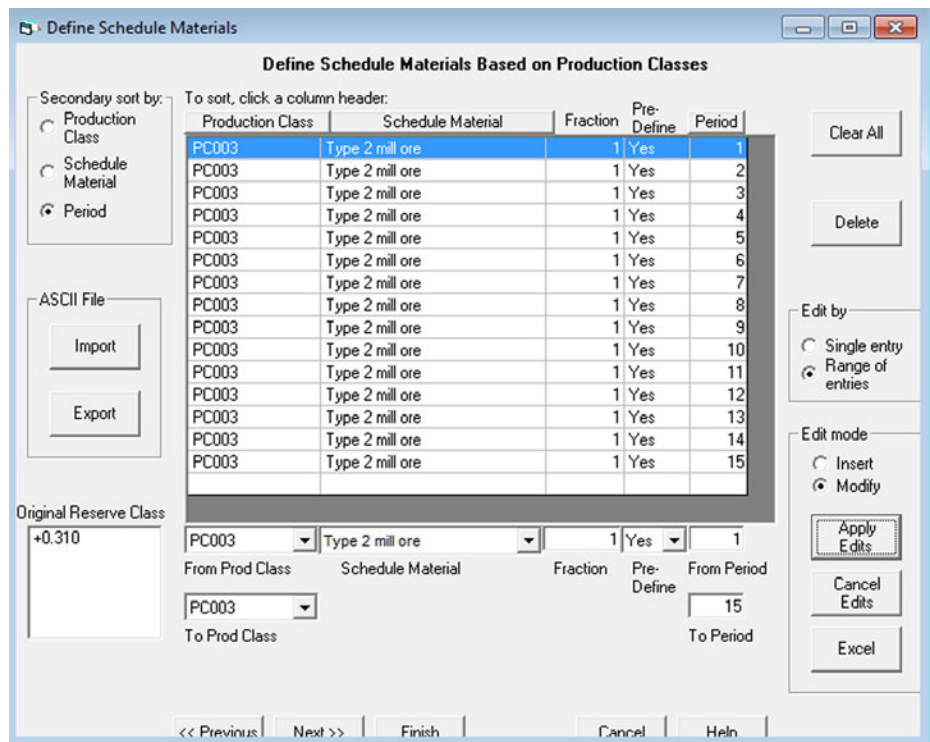 Define Schedule Materials
Define Schedule Materials Based on Production Classes
Secondary sort by:
Production
Class
Schedule
Material
Period
To sort, click a column header:
Production Class Schedule Material Fraction Pre-
Define Period
PC003 Type 2 mill ore 1 Yes 1
PC003 Type 2 mill ore 1 Yes 2
PC003 Type 2 mill ore 1 Yes 3
PC003 Type 2 mill ore 1 Yes 4
PC003 Type 2 mill ore 1 Yes 5
PC003 Type 2 mill ore 1 Yes 6
PC003 Type 2 mill ore 1 Yes 7
PC003 Type 2 mill ore 1 Yes 8
PC003 Type 2 mill ore 1 Yes 9
PC003 Type 2 mill ore 1 Yes 10
PC003 Type 2 mill ore 1 Yes 11
PC003 Type 2 mill ore 1 Yes 12
PC003 Type 2 mill ore 1 Yes 13
PC003 Type 2 mill ore 1 Yes 14
PC003 Type 2 mill ore 1 Yes 15
Clear All
Delete
ASCII File
Import
Export
Edit by
Single entry
Range of
entries
Edit mode
Insert
Modify
Apply
Edits
Cancel
Edits
Excel
Original Reserve Class
+0.310
PC003 Type 2 mill ore 1 Yes 1
From Prod Class Schedule Material Fraction Pre-
Define From Period
PC003 15
To Prod Class To Period
<< Previous Next >> Finish Cancel Help